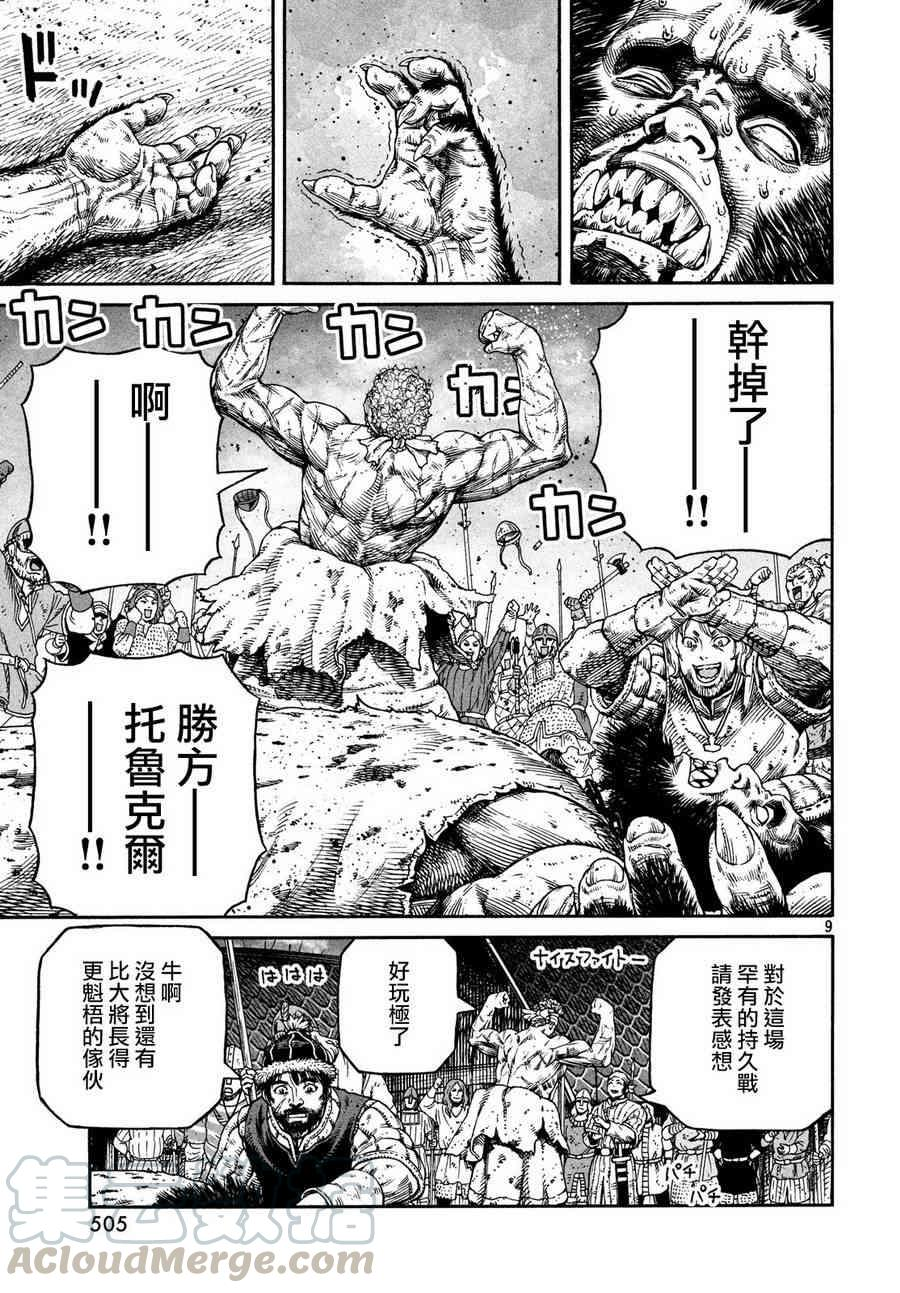 ドッ
カン
カン
カン
カン
カン
幹掉了——
————!!
啊——
————!!
勝方——
托魯克爾
————!!
9
對於這場
罕有的持久戰
請發表感想
ナイスファイトー
好玩極了
ははは
牛啊
沒想到還有
比大將長得
更魁梧的傢伙
パチ
パチ
505
集云数据
AcloudMerge.com